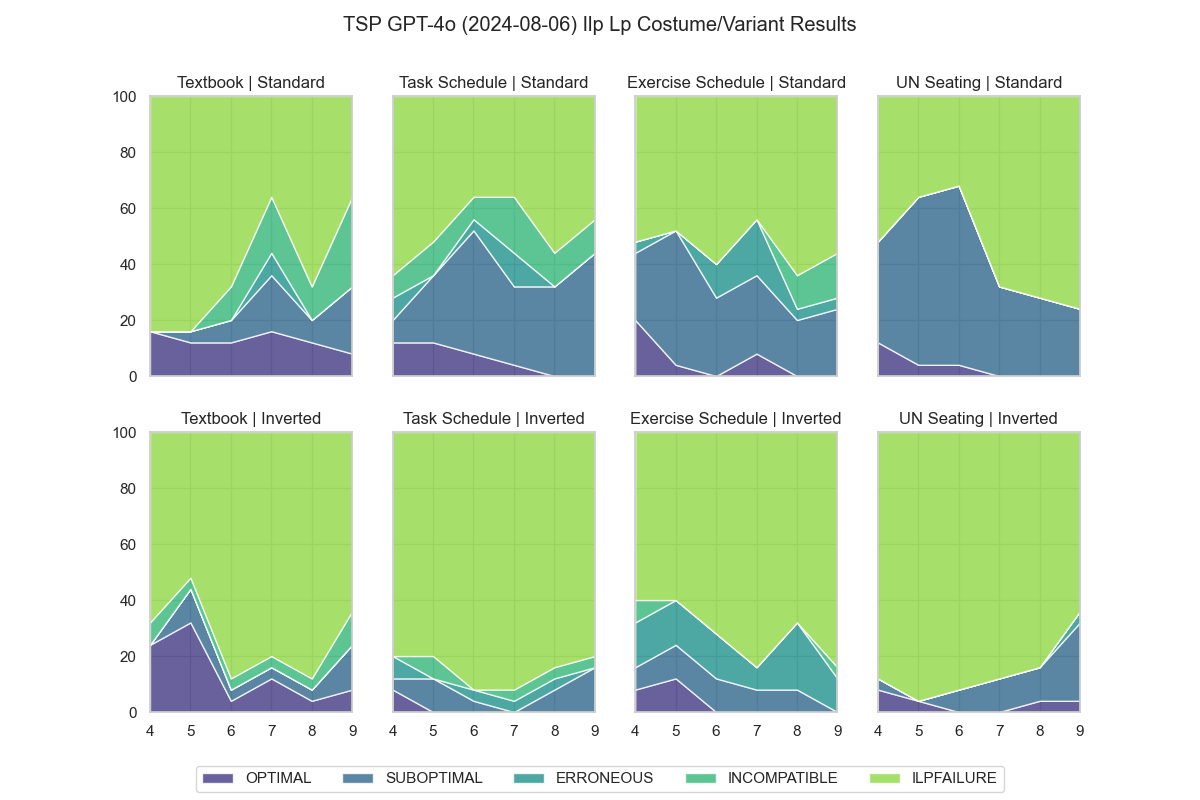 TSP GPT-4o (2024-08-06) Ilp Lp Costume/Variant Results
Textbook | Standard
Task Schedule | Standard
Exercise Schedule | Standard
UN Seating | Standard
100
80
60
40
20
0
Textbook | Inverted
Task Schedule | Inverted
Exercise Schedule | Inverted
UN Seating | Inverted
100
80
60
40
20
0
4 5 6 7 8 9
4 5 6 7 8 9
4 5 6 7 8 9
4 5 6 7 8 9
OPTIMAL SUBOPTIMAL ERRONEOUS INCOMPATIBLE ILPFAILURE